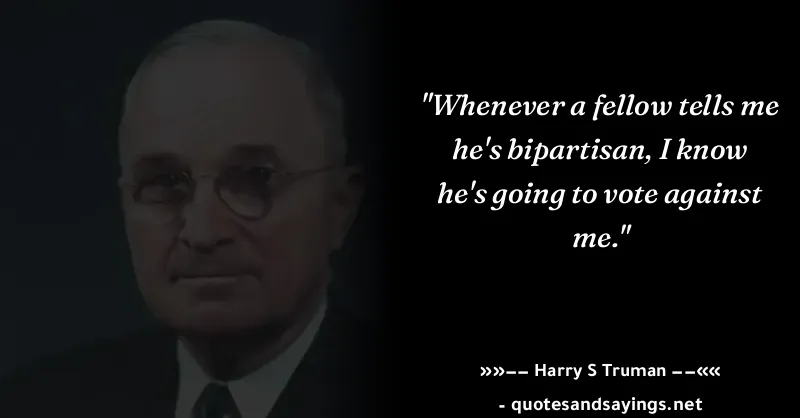 "Whenever a fellow tells me
he's bipartisan, I know
he's going to vote against
me."
»»−− Harry S Truman −−««
- quotesandsayings.net